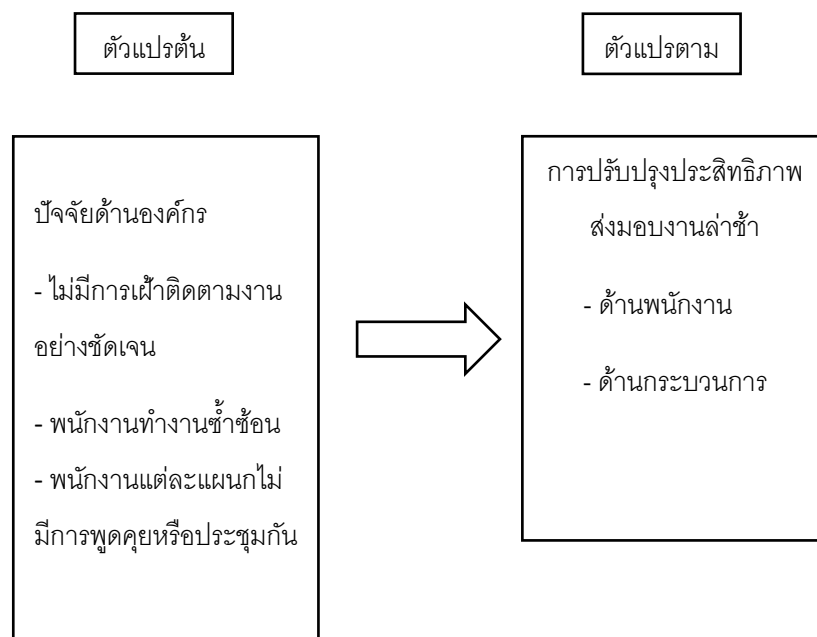 ตัวแปรต้น
ตัวแปรตาม
ปัจจัยด้านองค์กร
- ไม่มีการเฝ้าติดตามงาน
อย่างชัดเจน
- พนักงานทำงานซ้ำซ้อน
- พนักงานแต่ละแผนกไม่
มีการพูดคุยหรือประชุมกัน
การปรับปรุงประสิทธิภาพ
ส่งมอบงานล่าช้า
- ด้านพนักงาน
- ด้านกระบวนการ